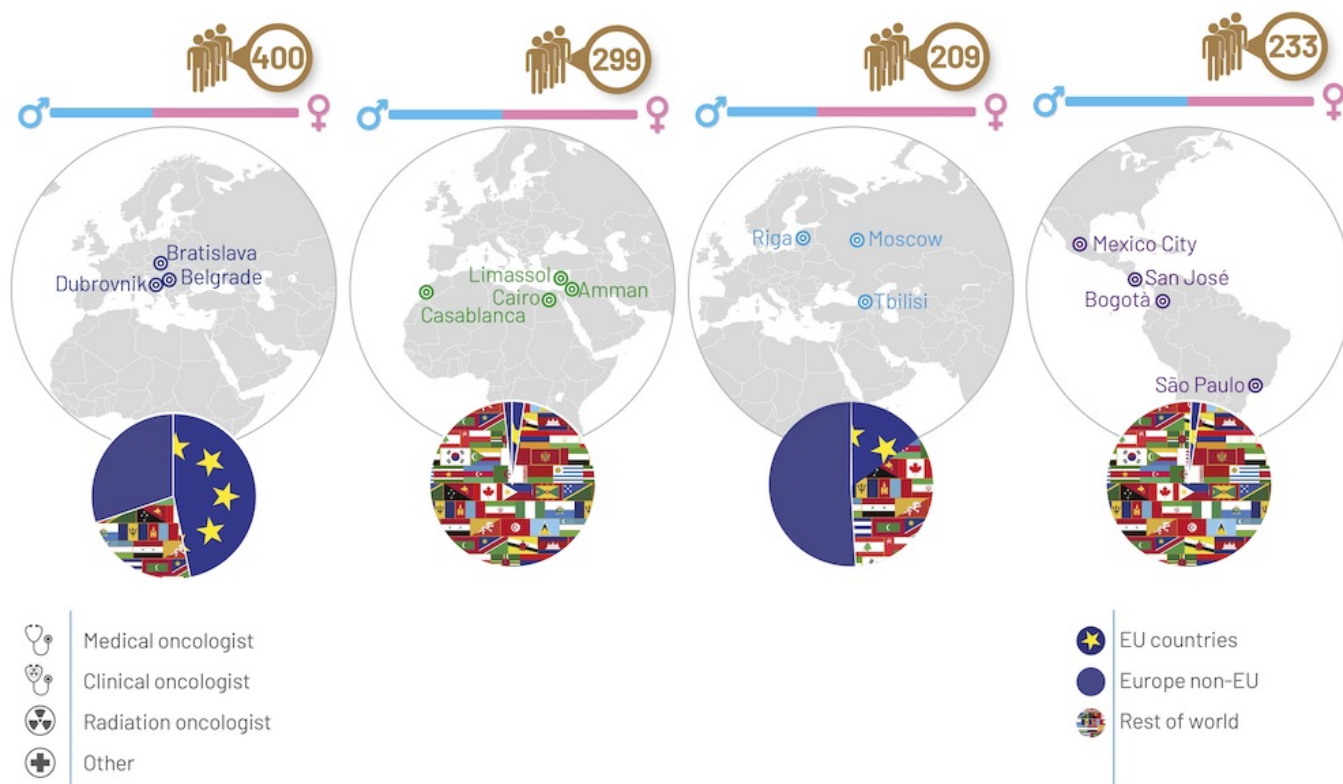 400
299
209
233
Bratislava
Dubrovnik
Belgrade
Limassol
Cairo
Amman
Casablanca
Riga
Moscow
Tbilisi
Mexico City
San José
Bogotà
São Paulo
Medical oncologist
Clinical oncologist
Radiation oncologist
Other
EU countries
Europe non-EU
Rest of world